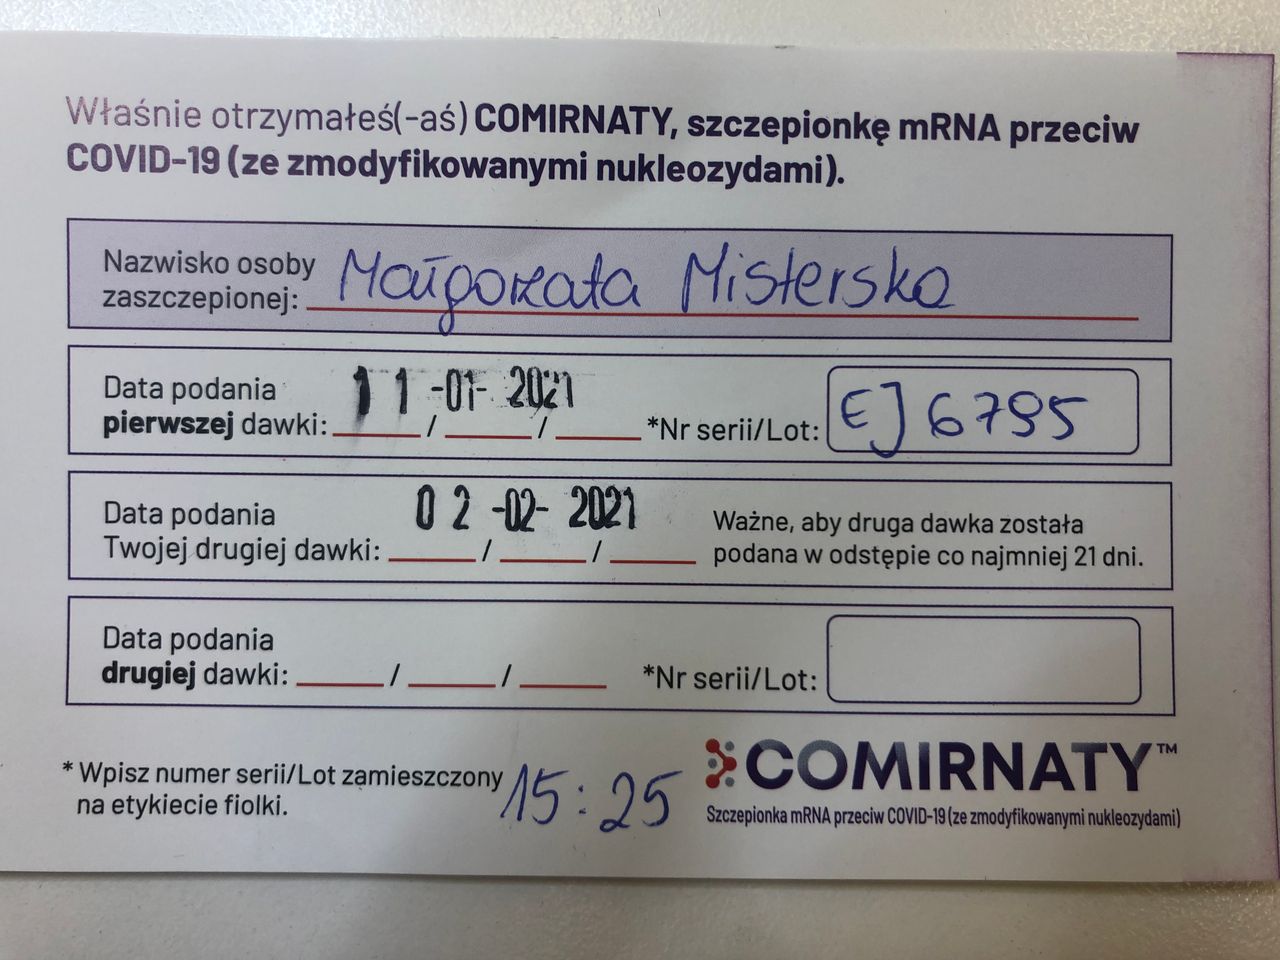 Właśnie otrzymałeś(-aś) COMIRNATY, szczepionkę mRNA przeciw
COVID-19 (ze zmodyfikowanymi nukleozydami).
Nazwisko osoby
zaszczepionej: Małgorzata Misterska
Data podania 11-01-2021
pierwszej dawki: / / *Nr serii/Lot: EJ 6795
Data podania 02-02-2021
Twojej drugiej dawki: / /
Ważne, aby druga dawka została
podana w odstępie co najmniej 21 dni.
Data podania
drugiej dawki: / / *Nr serii/Lot:
* Wpisz numer serii/Lot zamieszczony
na etykiecie fiolki.
15:25
COMIRNATY™
Szczepionka mRNA przeciw COVID-19 (ze zmodyfikowanymi nukleozydami)